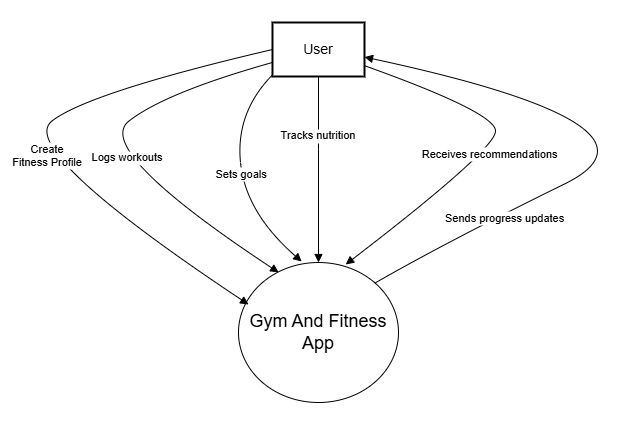 User
Create
Fitness Profile
Logs workouts
Sets goals
Tracks nutrition
Receives recommendations
Sends progress updates
Gym And Fitness
App